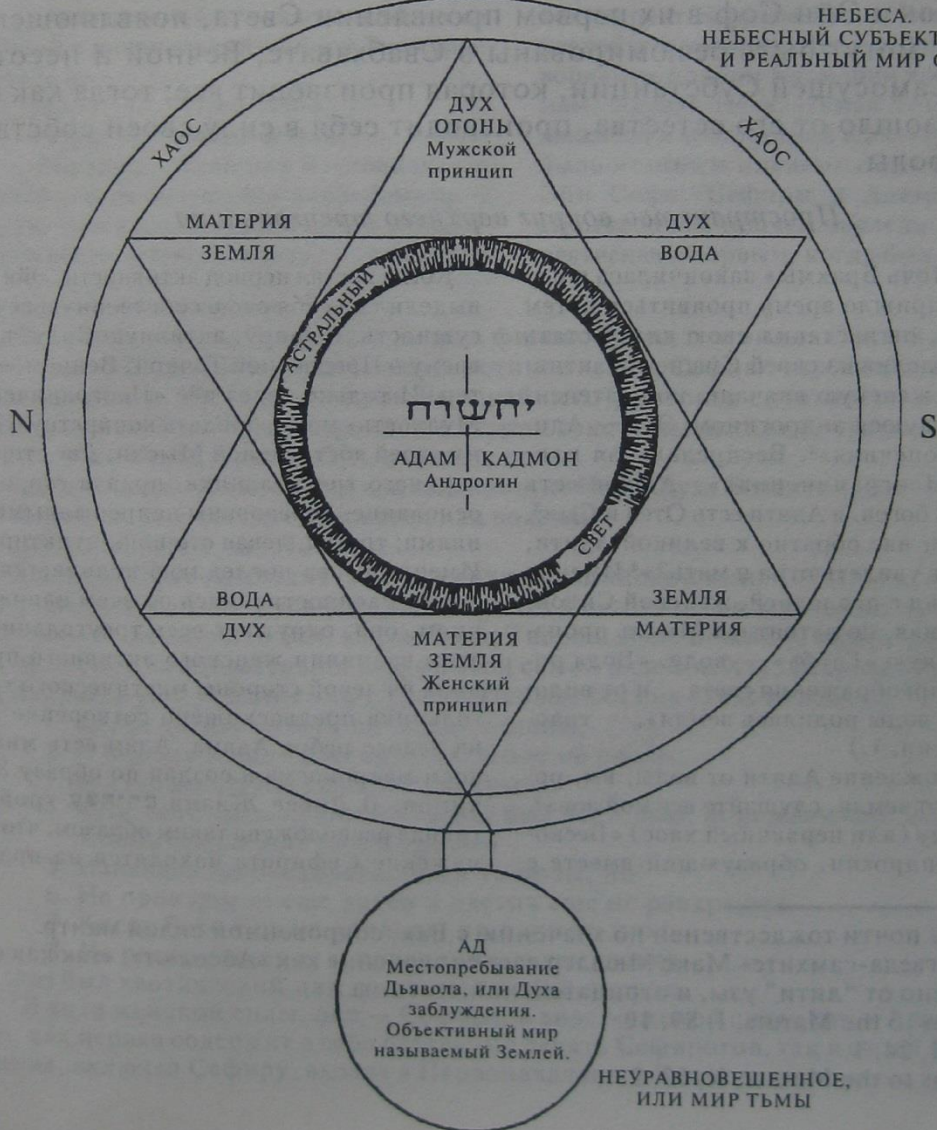 НЕБЕСА.
НЕБЕСНЫЙ СУБЪЕКТ
И РЕАЛЬНЫЙ МИР
ХАОС
ХАОС
ДУХ
ОГОНЬ
Мужской
принцип
МАТЕРИЯ
ЗЕМЛЯ
ДУХ
ВОДА
АСТРАЛЬНЫЙ
N
S
АДАМ КАДМОН
Андрогин
СВЕТ
ВОДА
ДУХ
ЗЕМЛЯ
МАТЕРИЯ
МАТЕРИЯ
ЗЕМЛЯ
Женский
принцип
АД
Местопребывание
Дьявола, или Духа
заблуждения.
Объективный мир
называемый Землей.
НЕУРАВНОВЕШЕННОЕ,
ИЛИ МИР ТЬМЫ